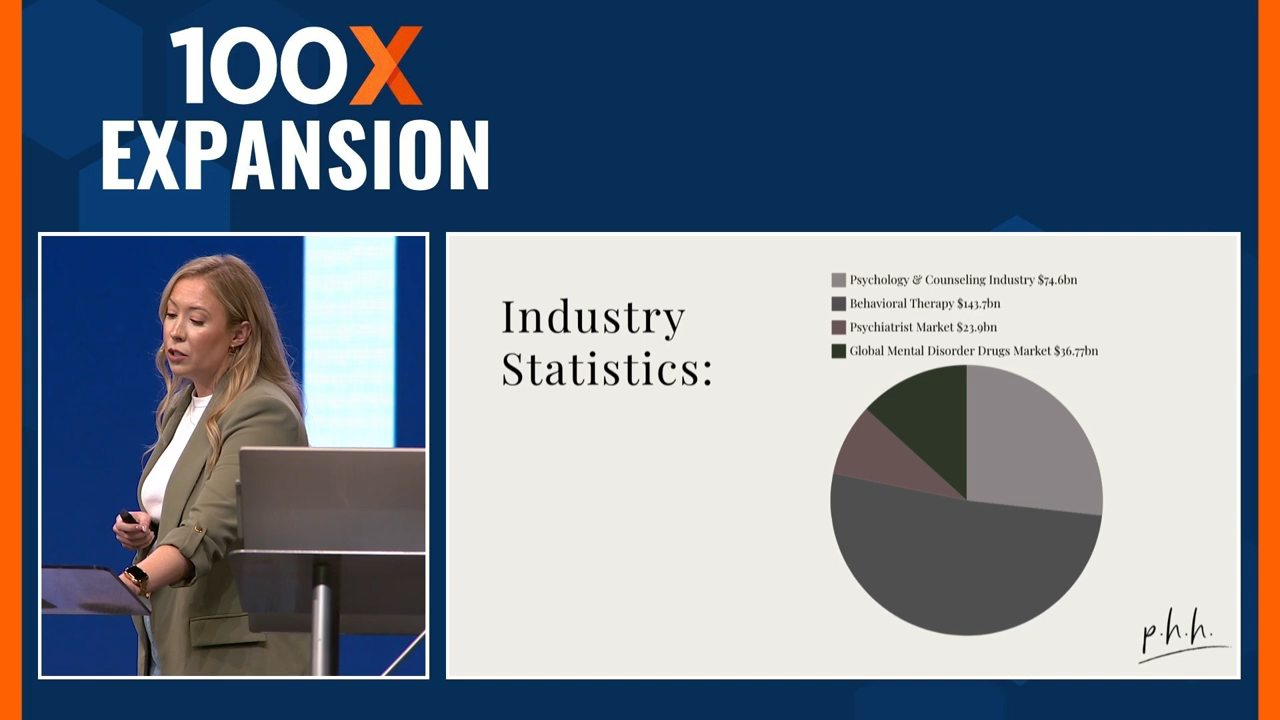 100X
EXPANSION
Industry
Statistics:
Psychology & Counseling Industry $74.6bn
Behavioral Therapy $143.7bn
Psychiatrist Market $23.9bn
Global Mental Disorder Drugs Market $36.77bn
p.h.h.